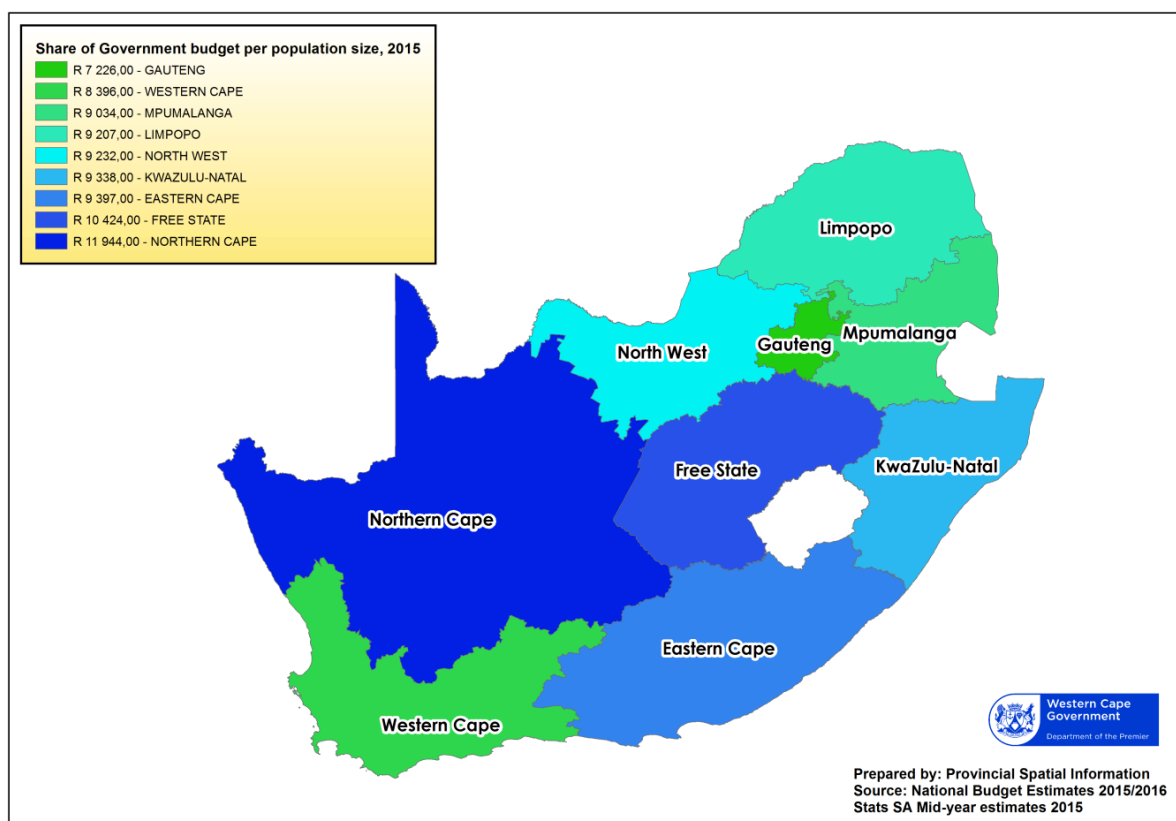 Share of Government budget per population size, 2015
R 7 226,00 - GAUTENG
R 8 396,00 - WESTERN CAPE
R 9 034,00 - MPUMALANGA
R 9 207,00 - LIMPOPO
R 9 232,00 - NORTH WEST
R 9 338,00 - KWAZULU-NATAL
R 9 397,00 - EASTERN CAPE
R 10 424,00 - FREE STATE
R 11 944,00 - NORTHERN CAPE
Limpopo
Mpumalanga
Gauteng
North West
KwaZulu-Natal
Free State
Northern Cape
Eastern Cape
Western Cape
Western Cape
Government
Department of the Premier
Prepared by: Provincial Spatial Information
Source: National Budget Estimates 2015/2016
Stats SA Mid-year estimates 2015